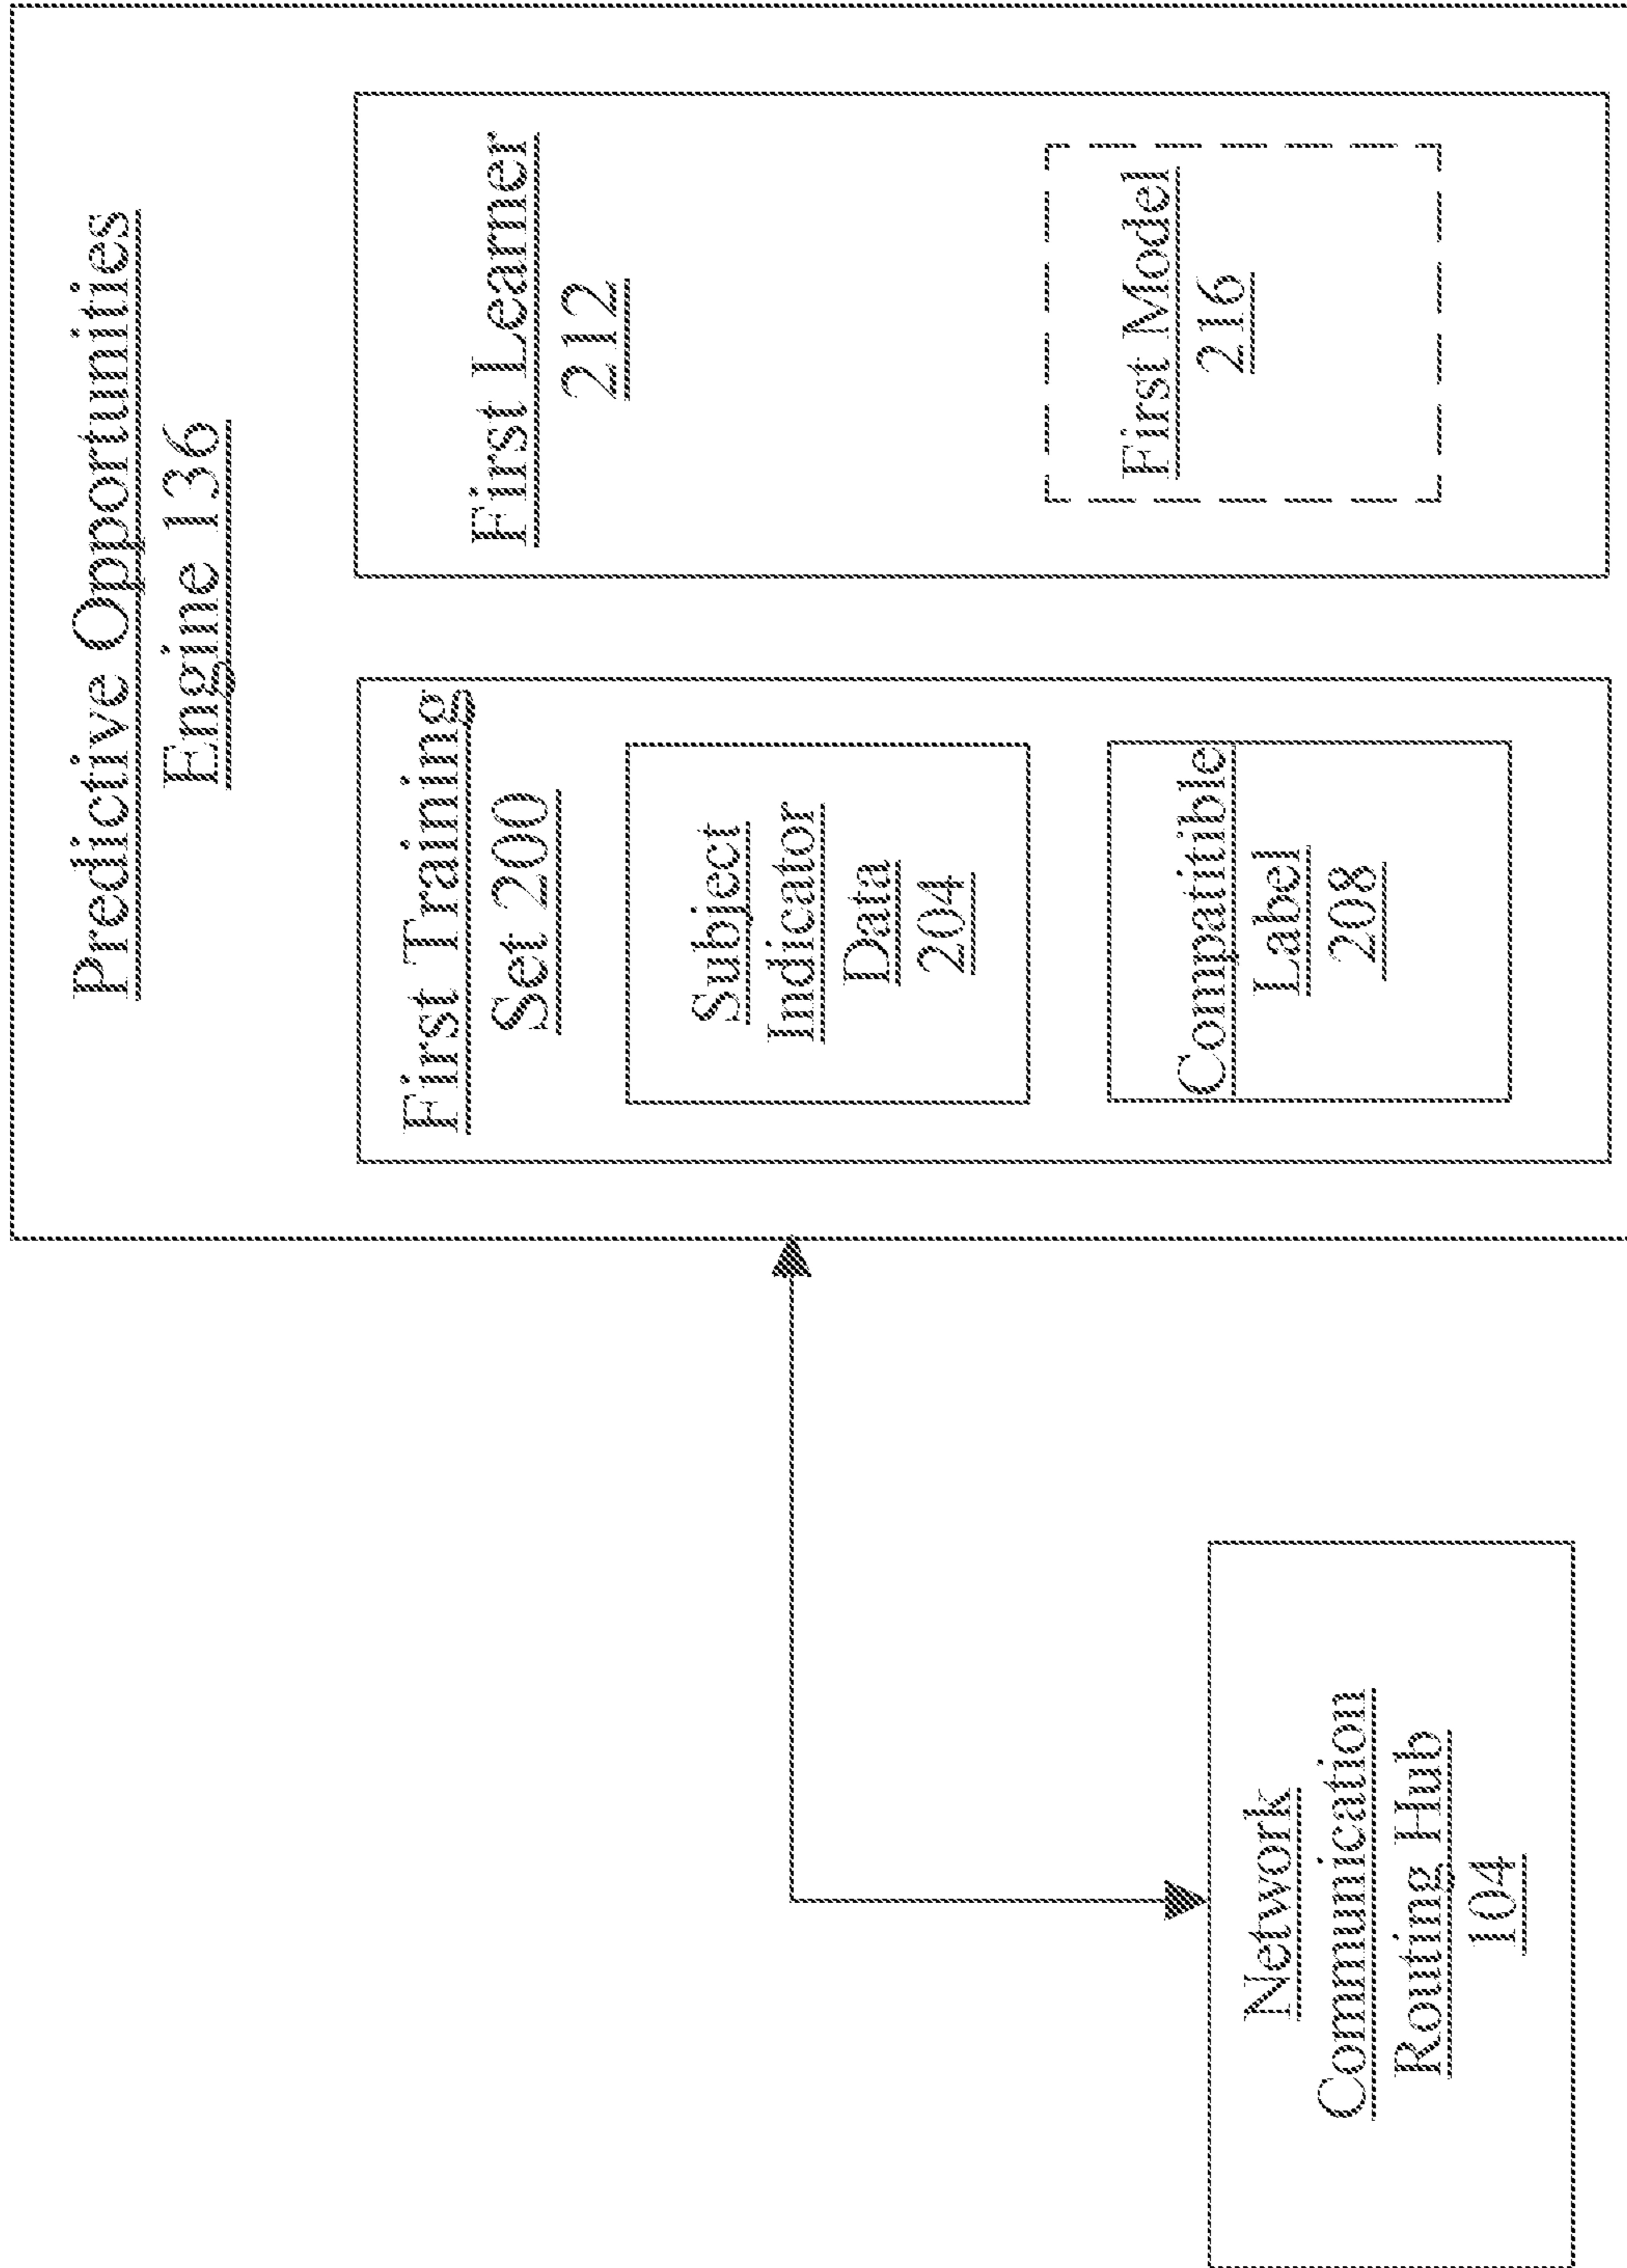 Predictive Opportunities
Engine 136
First Training
Set 200
Subject
Indicator
Data
204
Compatitible
Label
208
First Learner
212
First Model
216
Network
Communication
Routing Hub
104